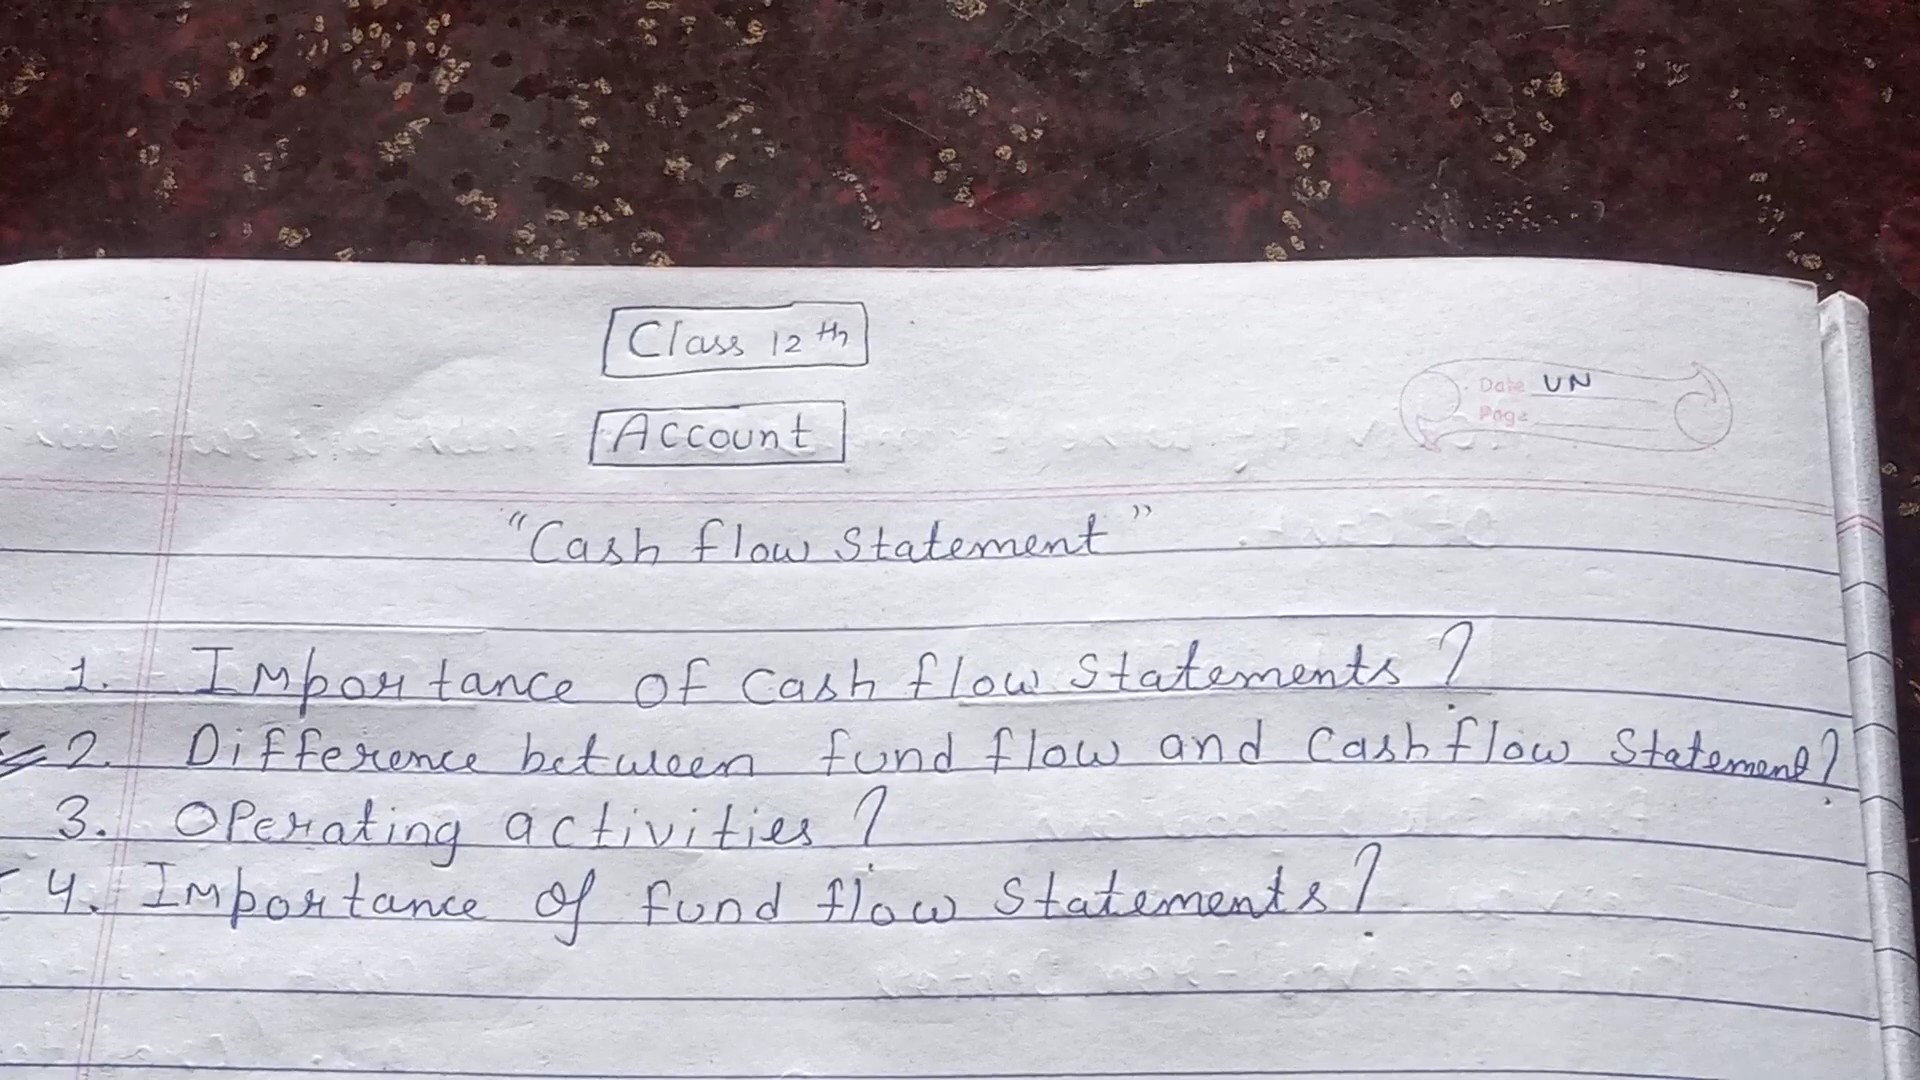 Class 12th
Date UN
Page
Account
"Cash flow Statement"
1. Importance of Cash flow Statements?
2. Difference between fund flow and Cash flow Statement?
3. Operating activities?
4. Importance of fund flow Statements?